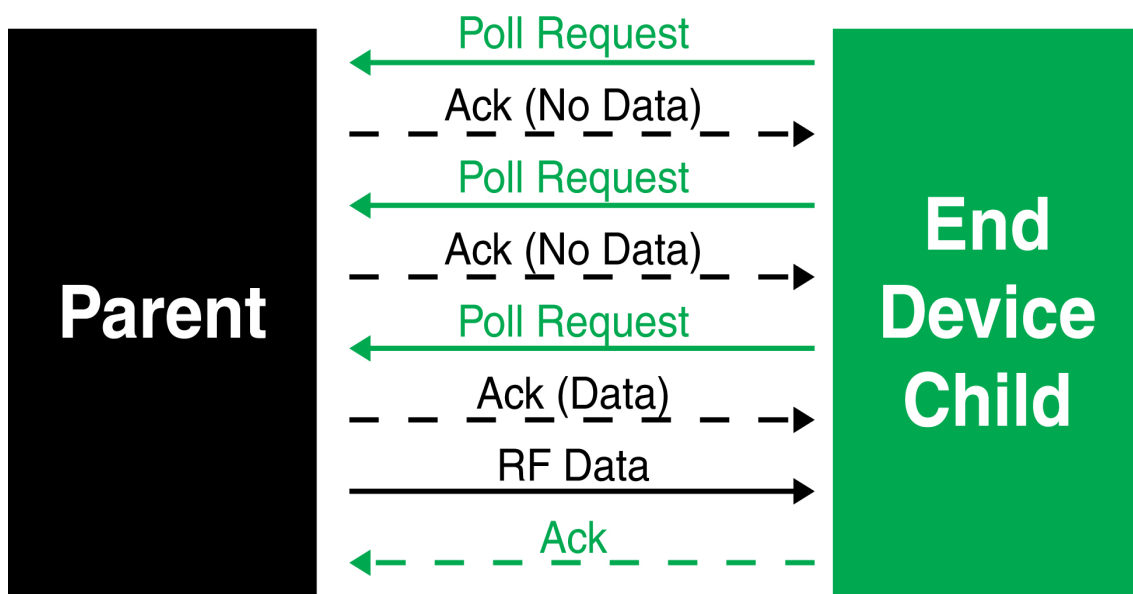 Poll Request
Ack (No Data)
Poll Request
Ack (No Data)
Poll Request
Ack (Data)
RF Data
Ack
Parent
End
Device
Child